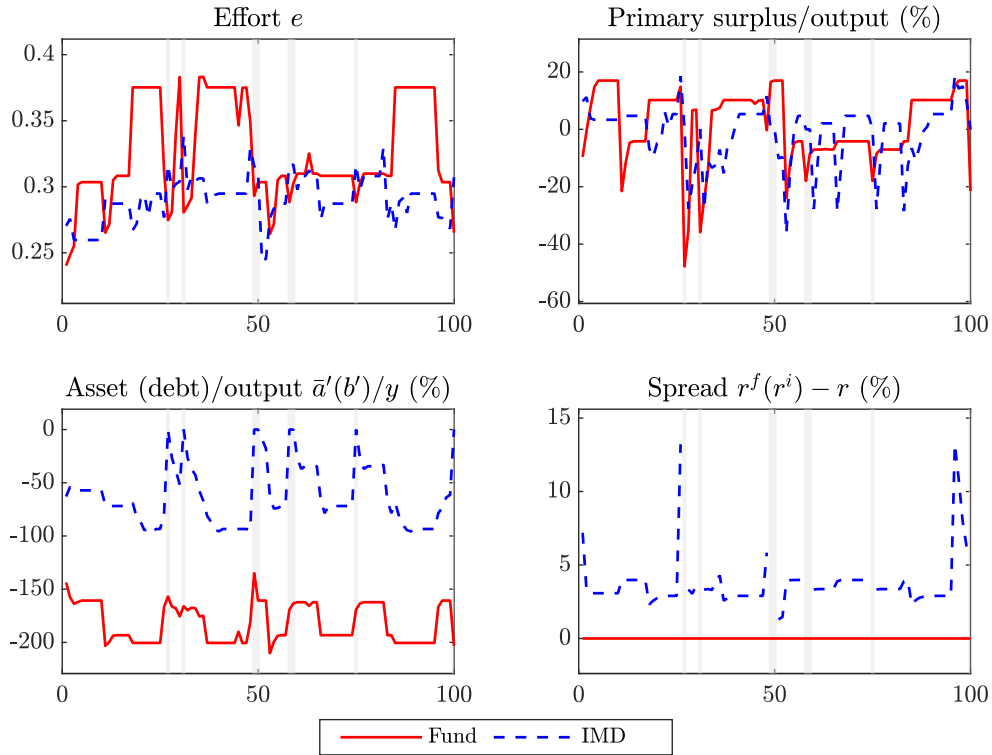 Effort e
Primary surplus/output (%)
0.4
0.35
0.3
0.25
0 50 100
20
0
-20
-40
-60
0 50 100
Asset (debt)/output ā′(b′)/y (%)
Spread r^f(r^i) − r (%)
0
-50
-100
-150
-200
0 50 100
15
10
5
0
0 50 100
Fund IMD